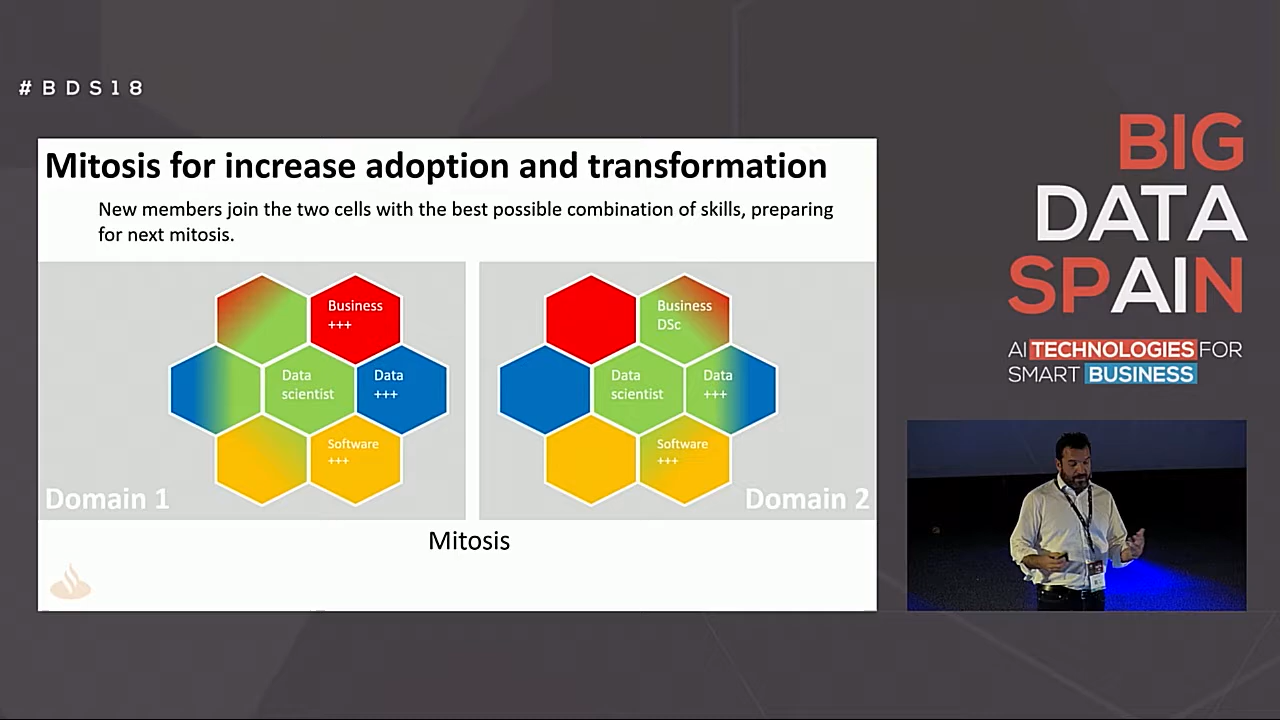 #BDS18
Mitosis for increase adoption and transformation
New members join the two cells with the best possible combination of skills, preparing
for next mitosis.
Business
+++
Data
scientist
Data
+++
Software
+++
Domain 1
Business
DSc
Data
scientist
Data
+++
Software
+++
Domain 2
Mitosis
BIG
DATA
SPAIN
AI TECHNOLOGIES FOR
SMART BUSINESS